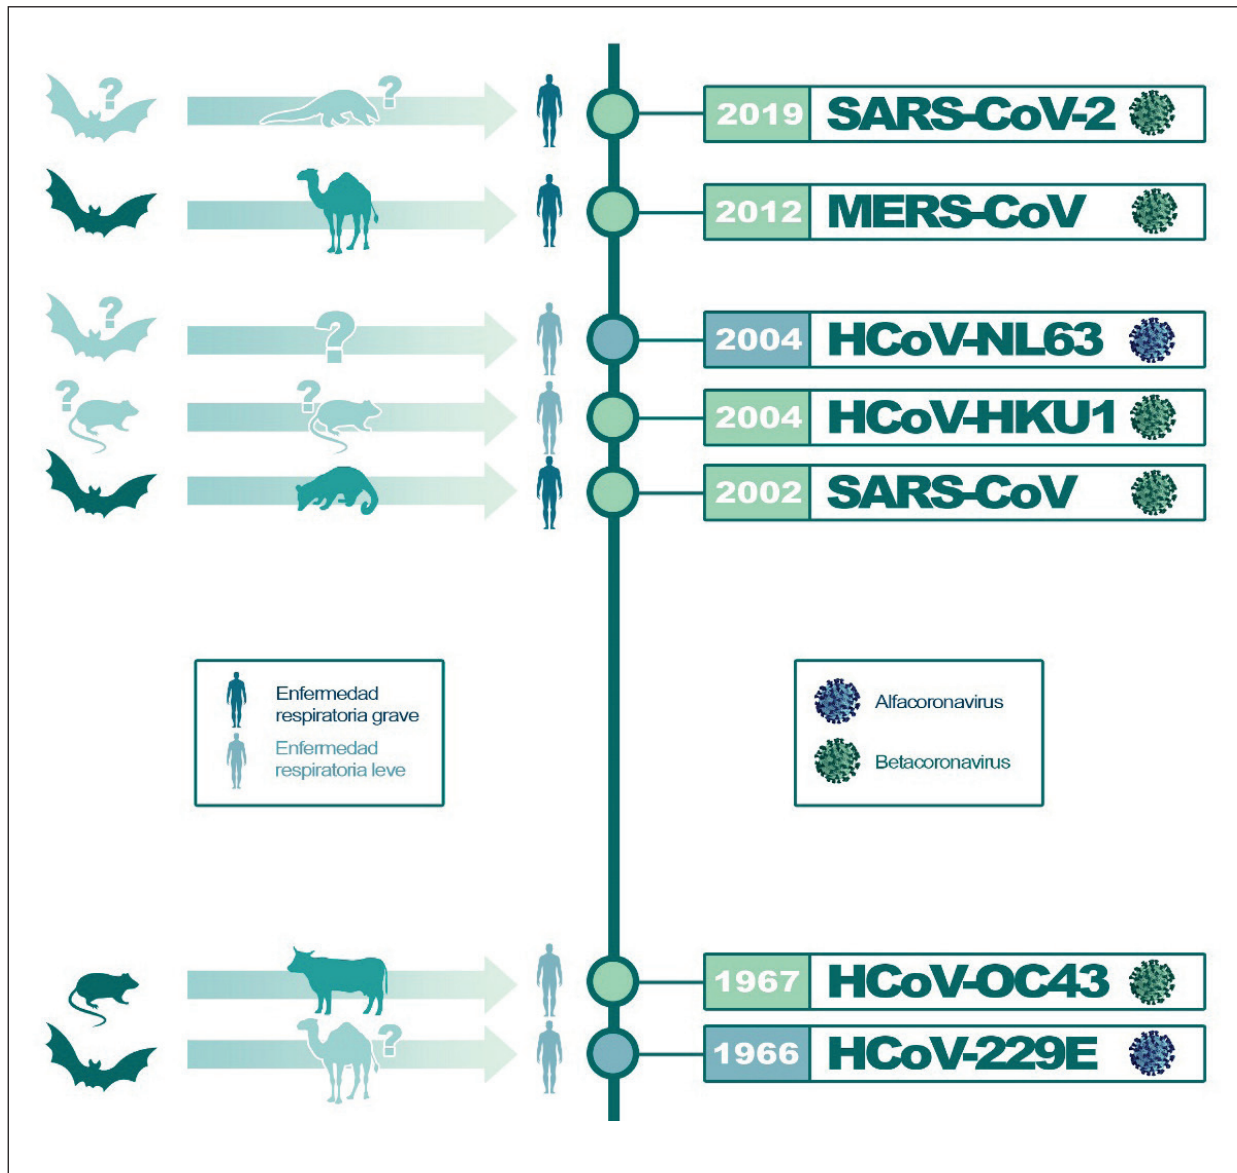 ?
?
2019 SARS-CoV-2
2012 MERS-CoV
?
?
2004 HCoV-NL63
?
?
2004 HCoV-HKU1
2002 SARS-CoV
Enfermedad
respiratoria grave
Enfermedad
respiratoria leve
Alfacoronavirus
Betacoronavirus
1967 HCoV-OC43
?
1966 HCoV-229E